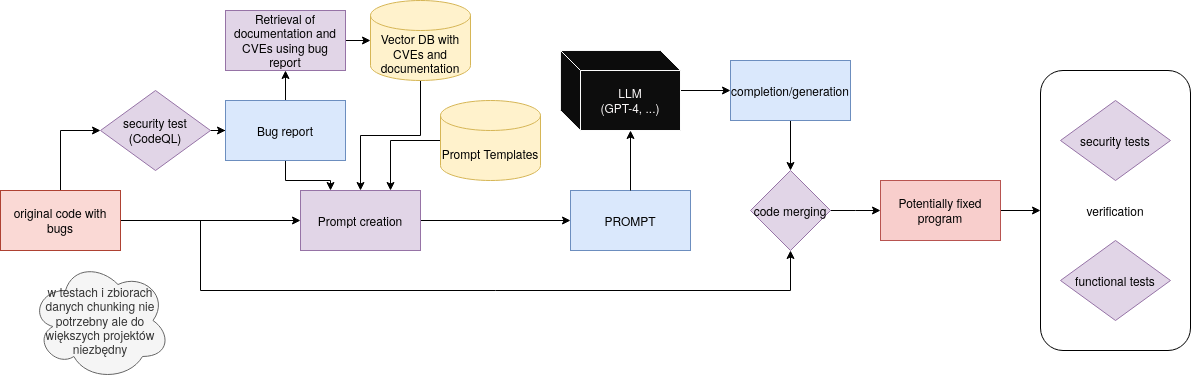 Retrieval of
documentation and
CVEs using bug
report
Vector DB with
CVEs and
documentation
security test
(CodeQL)
Bug report
Prompt Templates
LLM
(GPT-4, ...)
completion/generation
original code with
bugs
Prompt creation
PROMPT
code merging
Potentially fixed
program
security tests
verification
functional tests
w testach i zbiorach
danych chunking nie
potrzebny ale do
większych projektów
niezbędny